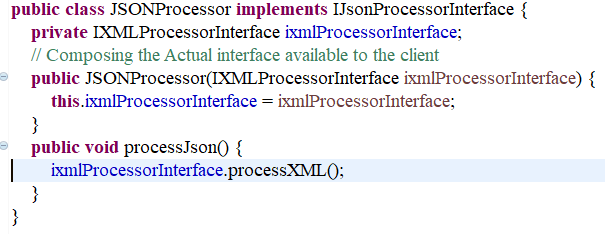 public class JSONProcessor implements IJsonProcessorInterface {
private IXMLProcessorInterface ixmlProcessorInterface;
// Composing the Actual interface available to the client
public JSONProcessor(IXMLProcessorInterface ixmlProcessorInterface) {
this.ixmlProcessorInterface = ixmlProcessorInterface;
}
public void processJson() {
ixmlProcessorInterface.processXML();
}
}